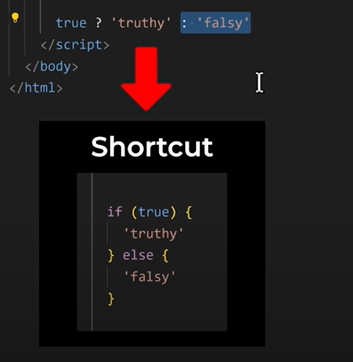 true ? 'truthy' : 'falsy'
</script>
</body>
</html>
Shortcut
if (true) {
'truthy'
} else {
'falsy'
}